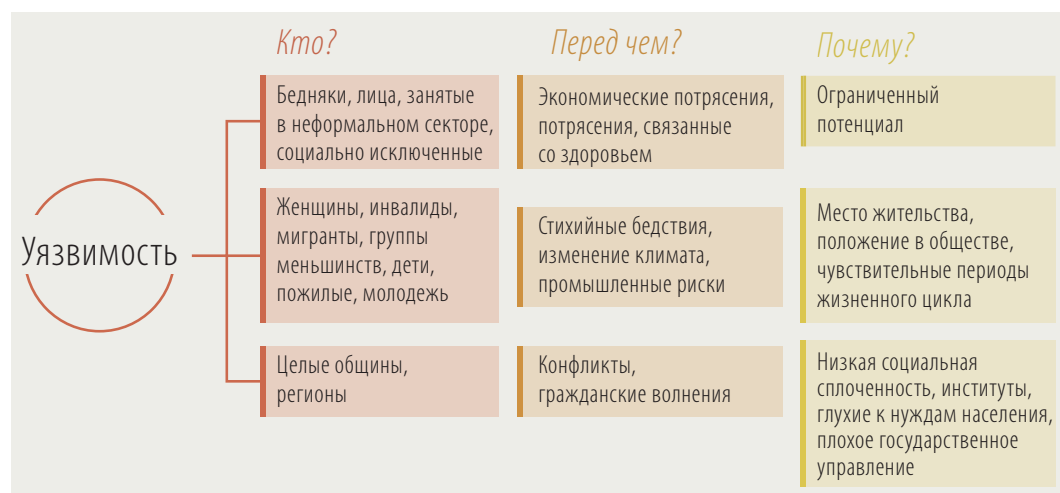 Кто?
Перед чем?
Почему?
Бедняки, лица, занятые
в неформальном секторе,
социально исключенные
Экономические потрясения,
потрясения, связанные
со здоровьем
Ограниченный
потенциал
Уязвимость
Женщины, инвалиды,
мигранты, группы
меньшинств, дети,
пожилые, молодежь
Стихийные бедствия,
изменение климата,
промышленные риски
Место жительства,
положение в обществе,
чувствительные периоды
жизненного цикла
Целые общины,
регионы
Конфликты,
гражданские волнения
Низкая социальная
сплоченность, институты,
глухие к нуждам населения,
плохое государственное
управление